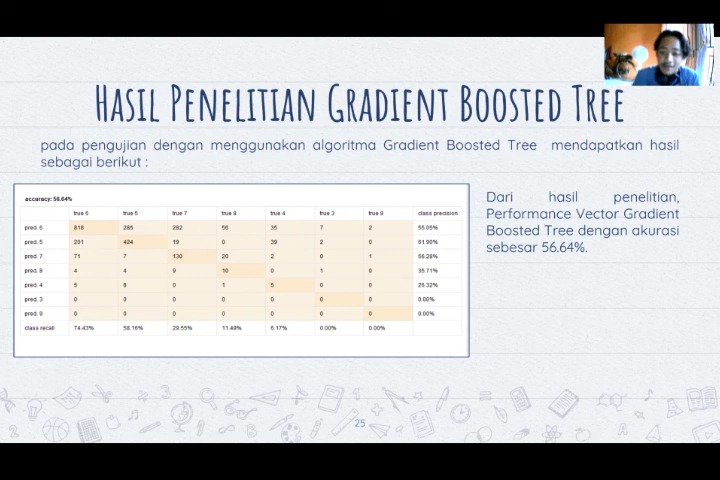 HASIL PENELITIAN GRADIENT BOOSTED TREE
pada pengujian dengan menggunakan algoritma Gradient Boosted Tree mendapatkan hasil
sebagai berikut :
accuracy: 56.64%
true 6 true 5 true 7 true 8 true 4 true 3 true 9 class precision
pred. 6 818 286 282 56 35 7 2 55.05%
pred. 5 201 424 19 0 38 2 0 61.90%
pred. 7 71 7 130 20 2 0 1 56.28%
pred. 8 4 4 9 10 0 1 0 35.71%
pred. 4 5 8 0 1 5 0 0 26.32%
pred. 3 0 0 0 0 0 0 0 0.00%
pred. 9 0 0 0 0 0 0 0 0.00%
class recall 74.43% 58.16% 29.55% 11.49% 6.17% 0.00% 0.00%
Dari hasil penelitian,
Performance Vector Gradient
Boosted Tree dengan akurasi
sebesar 56.64%.
25